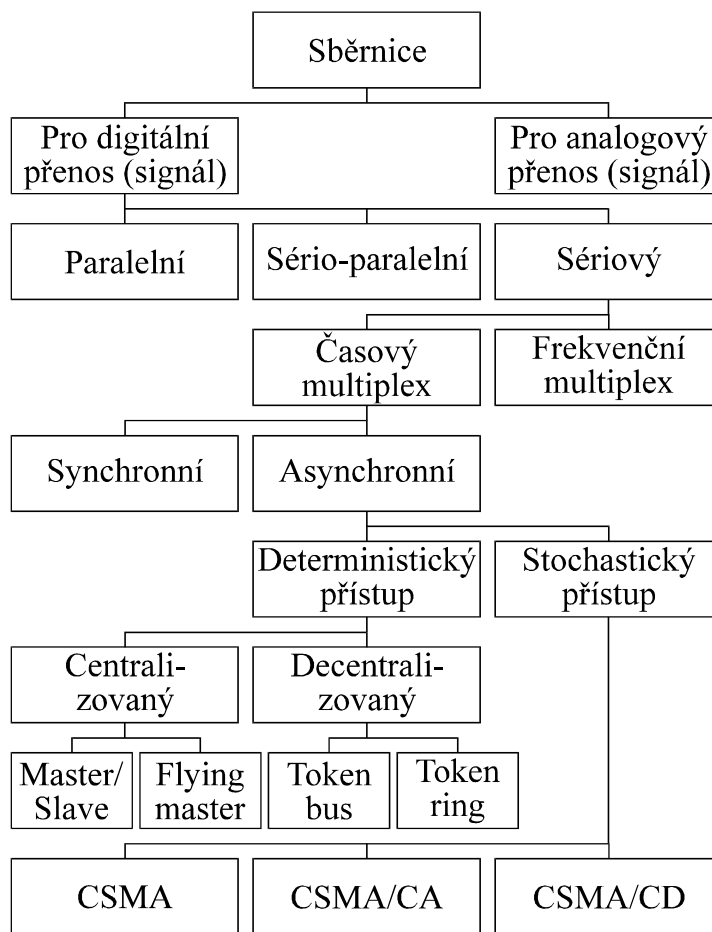 Sběrnice
Pro digitální
přenos (signál)
Pro analogový
přenos (signál)
Paralelní
Sério-paralelní
Sériový
Časový
multiplex
Frekvenční
multiplex
Synchronní
Asynchronní
Deterministický
přístup
Stochastický
přístup
Centrali-
zovaný
Decentrali-
zovaný
Master/
Slave
Flying
master
Token
bus
Token
ring
CSMA
CSMA/CA
CSMA/CD